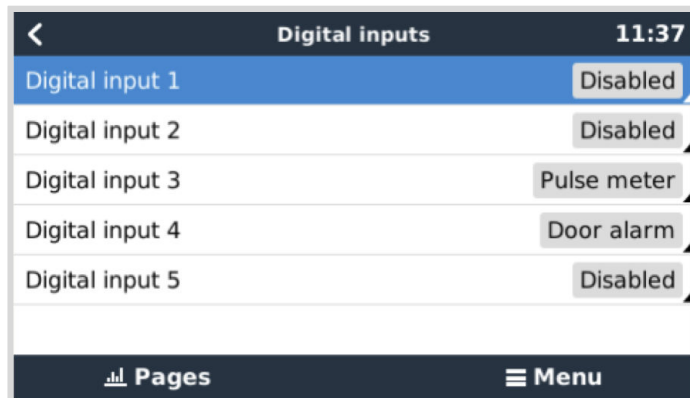 Digital inputs 11:37
Digital input 1 Disabled
Digital input 2 Disabled
Digital input 3 Pulse meter
Digital input 4 Door alarm
Digital input 5 Disabled
Pages Menu